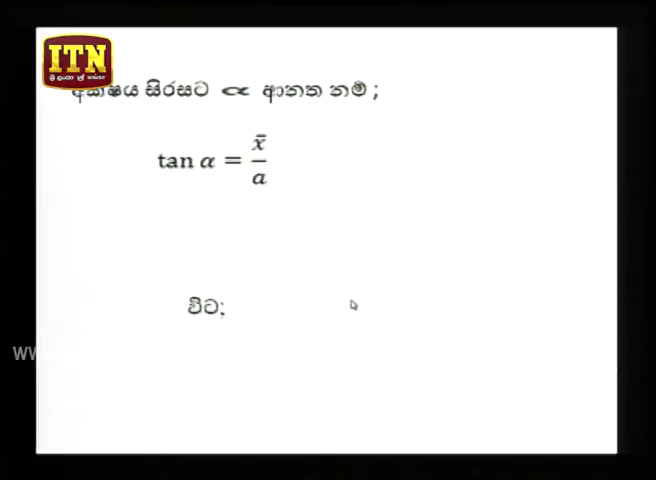 ITN
අක්ෂය සිරසට ∝ ආනත නම් ;
tan α = x̄/a
විට;